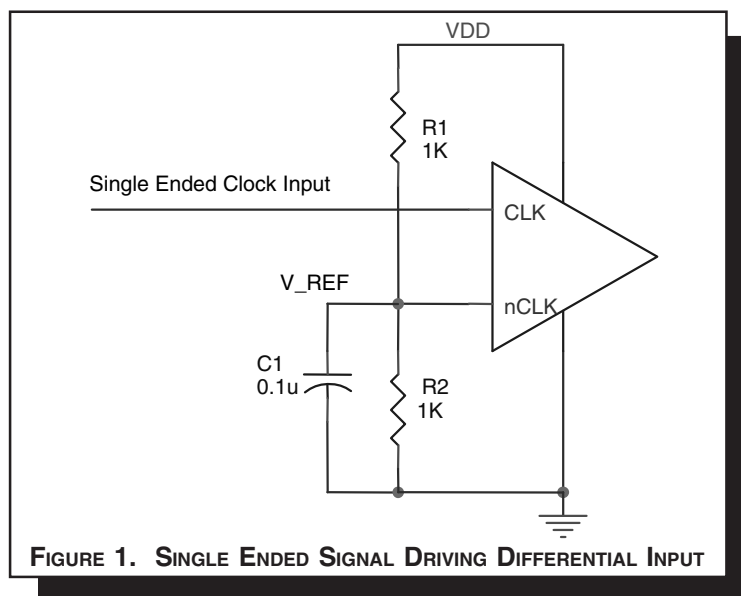 VDD
R1
1K
Single Ended Clock Input
CLK
V_REF
nCLK
C1
0.1u
R2
1K
FIGURE 1. SINGLE ENDED SIGNAL DRIVING DIFFERENTIAL INPUT